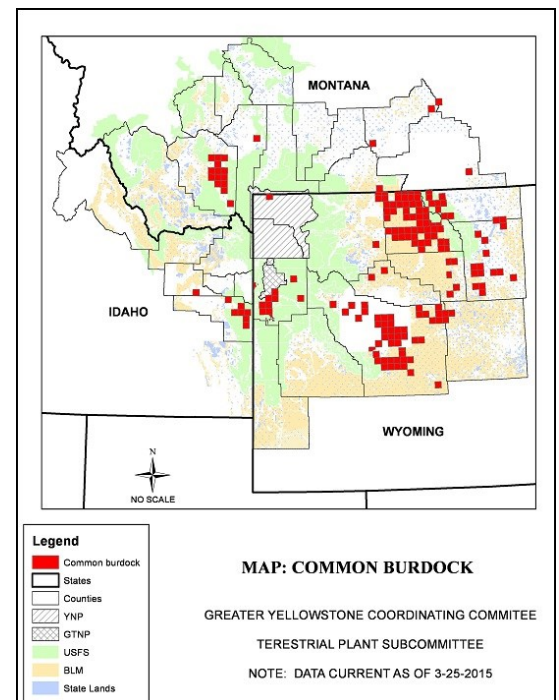 MONTANA
IDAHO
WYOMING
N
NO SCALE
Legend
Common burdock
States
Counties
YNP
GTNP
USFS
BLM
State Lands
MAP: COMMON BURDOCK
GREATER YELLOWSTONE COORDINATING COMMITEE
TERESTRIAL PLANT SUBCOMMITTEE
NOTE: DATA CURRENT AS OF 3-25-2015